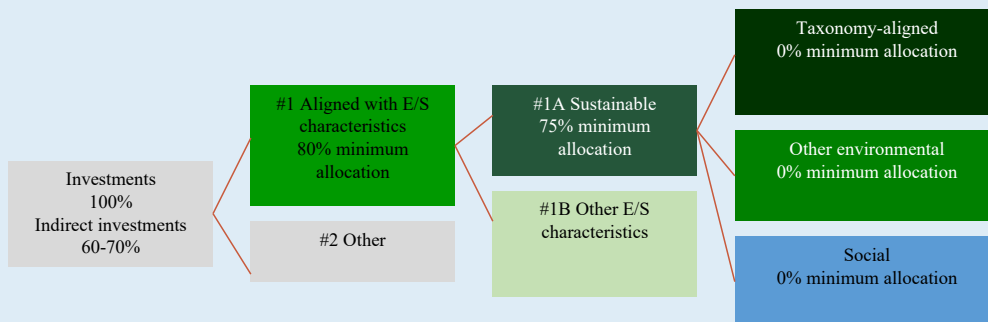 Investments
100%
Indirect investments
60-70%
#1 Aligned with E/S
characteristics
80% minimum
allocation
#2 Other
#1A Sustainable
75% minimum
allocation
#1B Other E/S
characteristics
Taxonomy-aligned
0% minimum allocation
Other environmental
0% minimum allocation
Social
0% minimum allocation